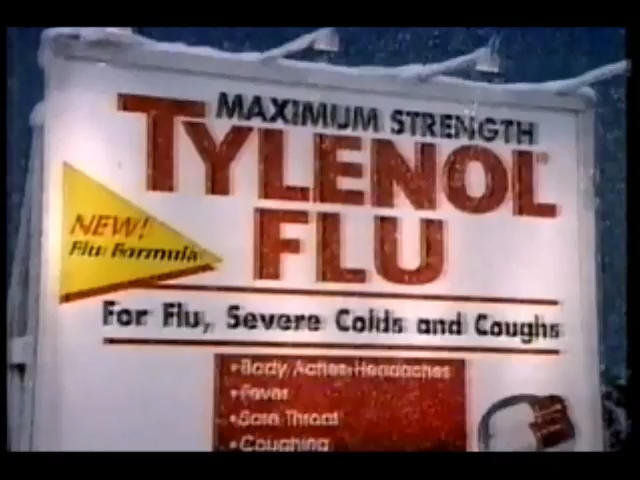 MAXIMUM STRENGTH
TYLENOL
FLU
NEW!
Flu Formula
For Flu, Severe Colds and Coughs
•Body Aches•Headaches
•Fever
•Sore Throat
•Coughing